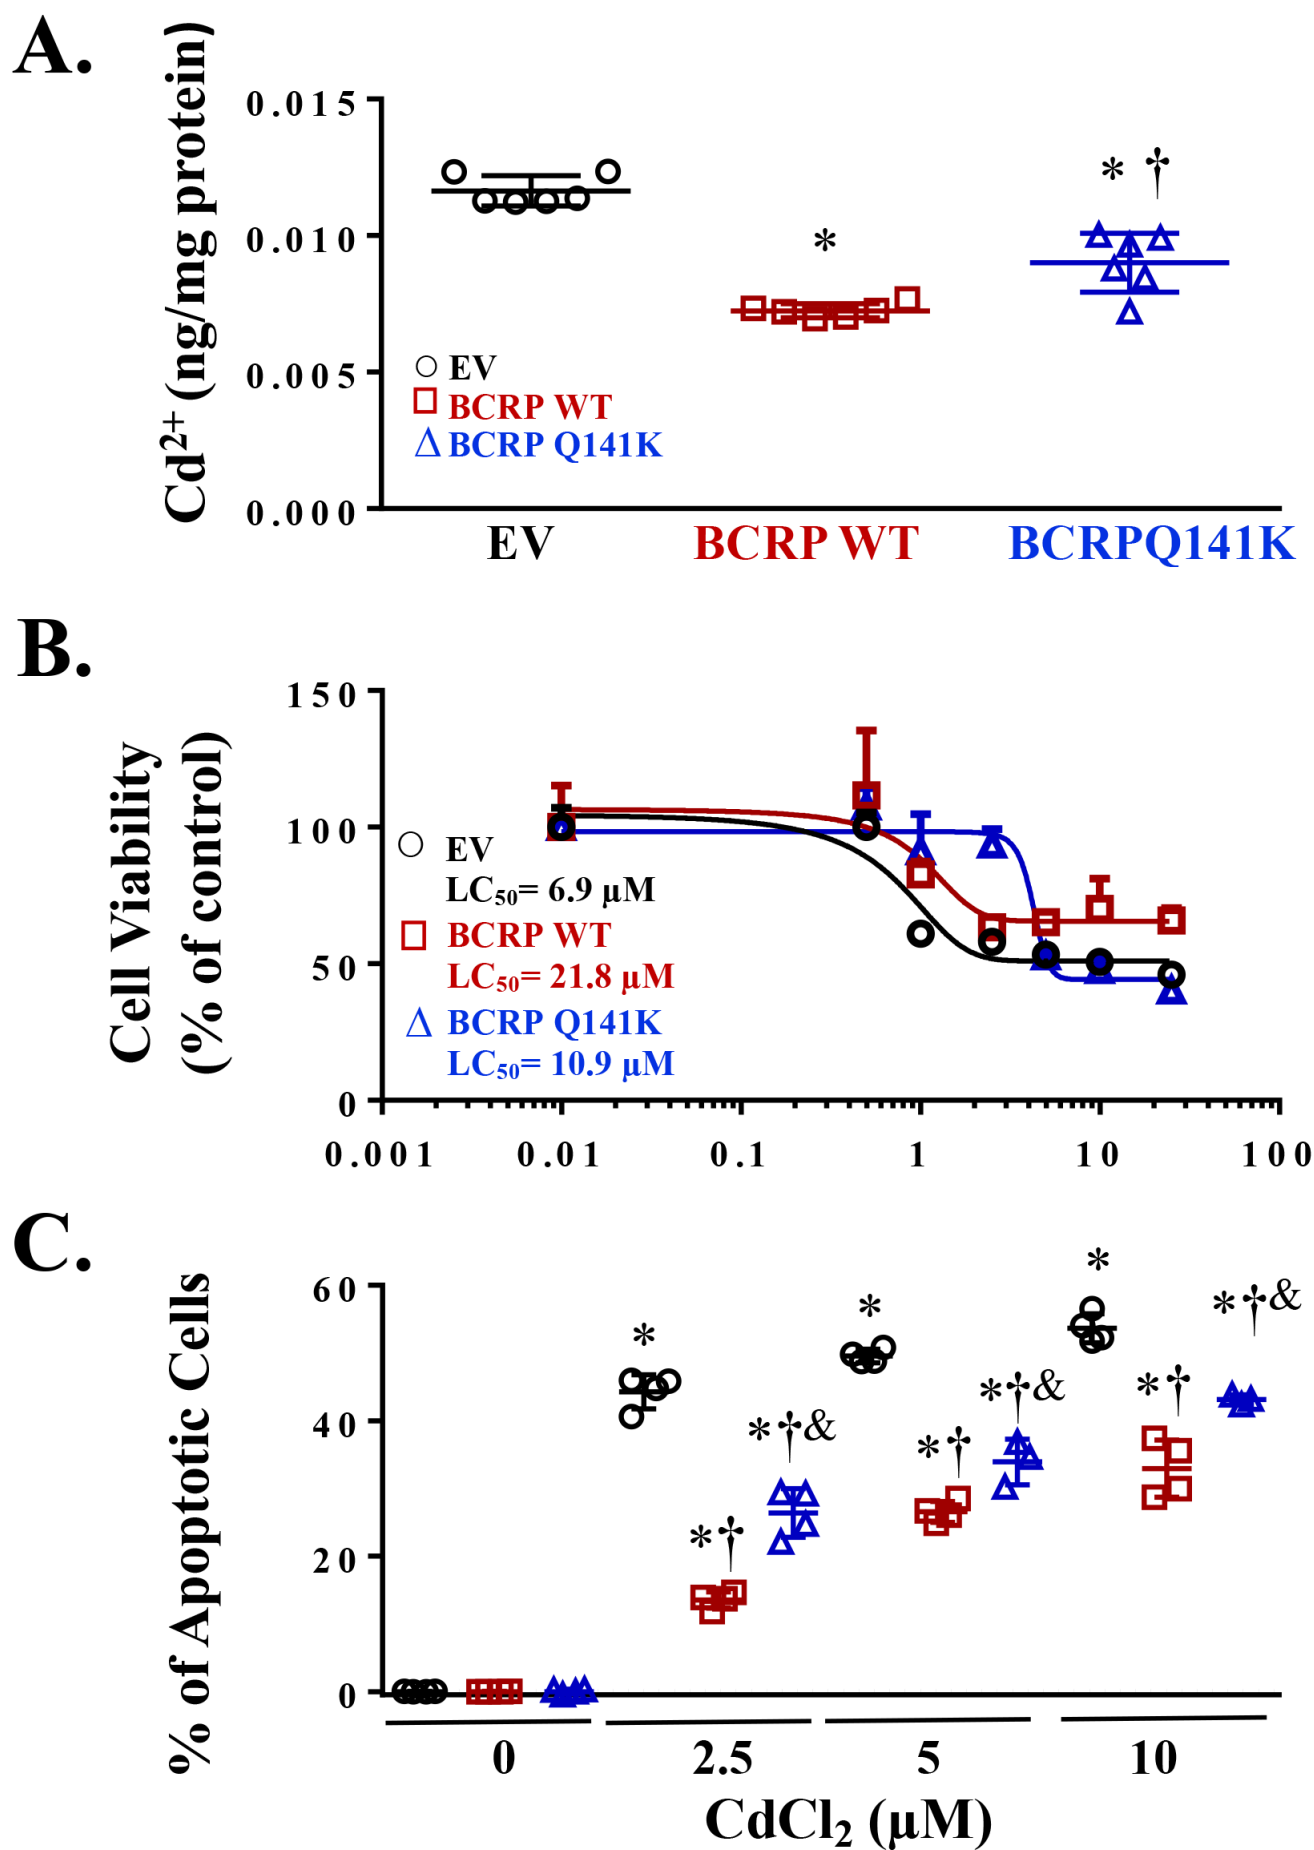 A.
Cd²⁺ (ng/mg protein)
0.015
0.010
0.005
0.000
* †
*
EV
BCRP WT
BCRP Q141K
EV BCRP WT BCRPQ141K
B.
Cell Viability
(% of control)
150
100
50
0
EV
LC₅₀= 6.9 µM
BCRP WT
LC₅₀= 21.8 µM
BCRP Q141K
LC₅₀= 10.9 µM
0.001 0.01 0.1 1 10 100
C.
% of Apoptotic Cells
60
40
20
0
*
*†
*†&
*
*†
*†&
*
*†
*†&
0 2.5 5 10
CdCl₂ (µM)